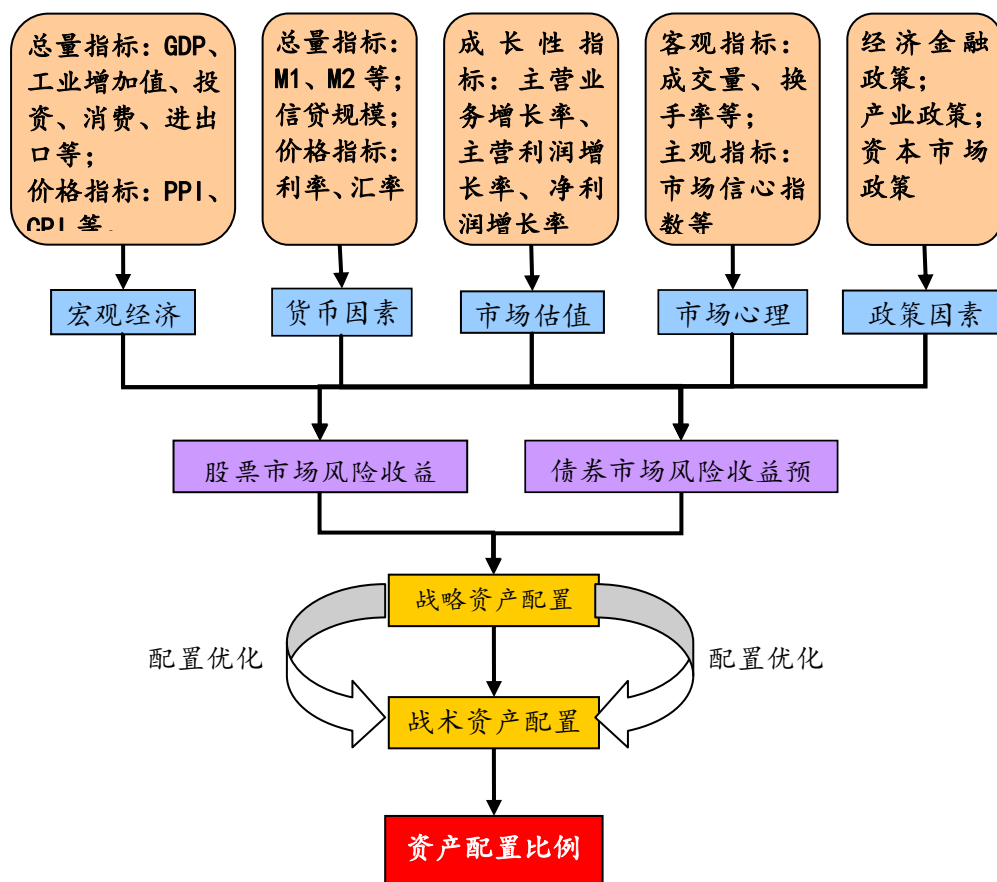 总量指标：GDP、
工业增加值、投
资、消费、进出
口等；
价格指标：PPI、
CPI 等.
总量指标：
M1、M2 等；
信贷规模；
价格指标：
利率、汇率
成长性指
标：主营业
务增长率、
主营利润增
长率、净利
润增长率
客观指标：
成交量、换
手率等；
主观指标：
市场信心指
数等
经济金融
政策；
产业政策；
资本市场
政策
宏观经济
货币因素
市场估值
市场心理
政策因素
股票市场风险收益
债券市场风险收益预
战略资产配置
配置优化
配置优化
战术资产配置
资产配置比例